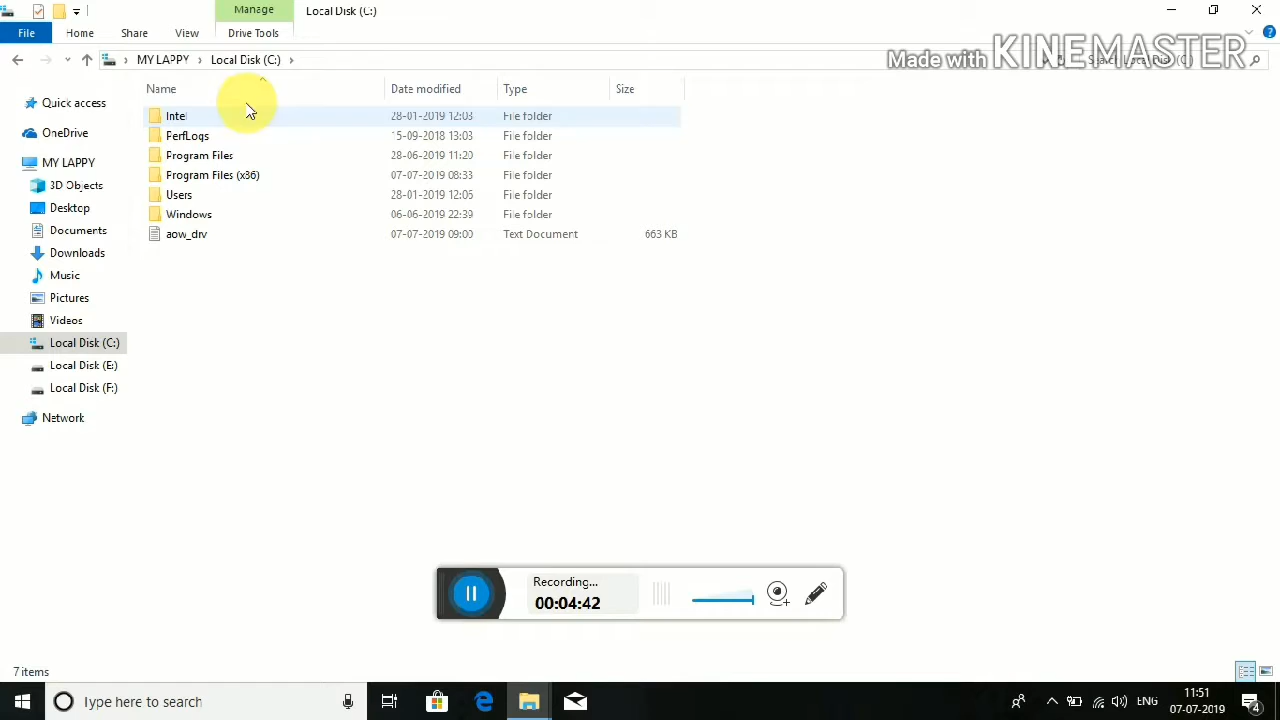 Manage
Local Disk (C:)
File
Home
Share
View
Drive Tools
MY LAPPY
Local Disk (C:)
Made with KINEMASTER
Name
Date modified
Type
Size
Quick access
OneDrive
MY LAPPY
3D Objects
Desktop
Documents
Downloads
Music
Pictures
Videos
Local Disk (C:)
Local Disk (E:)
Local Disk (F:)
Network
Intel 28-01-2019 12:03 File folder
PerfLogs 15-09-2018 13:03 File folder
Program Files 28-06-2019 11:20 File folder
Program Files (x86) 07-07-2019 08:33 File folder
Users 28-01-2019 12:05 File folder
Windows 06-06-2019 22:39 File folder
aow_drv 07-07-2019 09:00 Text Document 663 KB
Recording...
00:04:42
7 items
Type here to search
ENG
11:51
07-07-2019
4